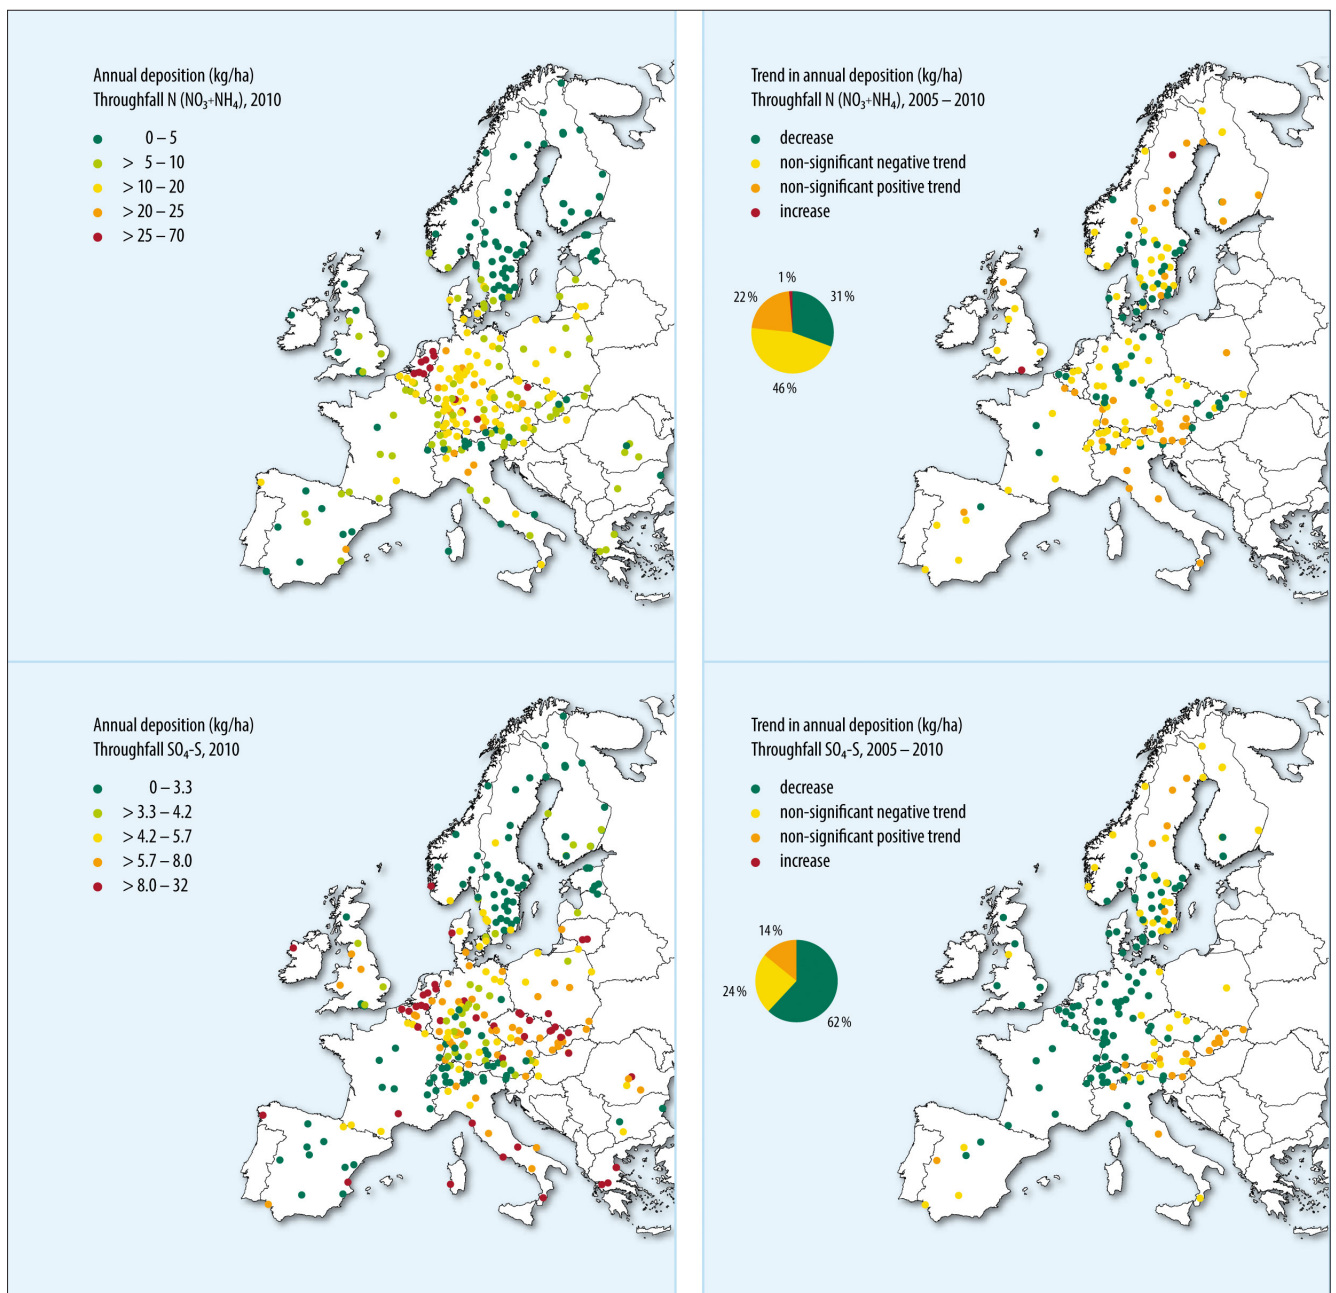 Annual deposition (kg/ha)
Throughfall N (NO₃+NH₄), 2010
0 – 5
> 5 – 10
> 10 – 20
> 20 – 25
> 25 – 70
Trend in annual deposition (kg/ha)
Throughfall N (NO₃+NH₄), 2005 – 2010
decrease
non-significant negative trend
non-significant positive trend
increase
1 %
22 %
31 %
46 %
Annual deposition (kg/ha)
Throughfall SO₄-S, 2010
0 – 3.3
> 3.3 – 4.2
> 4.2 – 5.7
> 5.7 – 8.0
> 8.0 – 32
Trend in annual deposition (kg/ha)
Throughfall SO₄-S, 2005 – 2010
decrease
non-significant negative trend
non-significant positive trend
increase
14 %
24 %
62 %